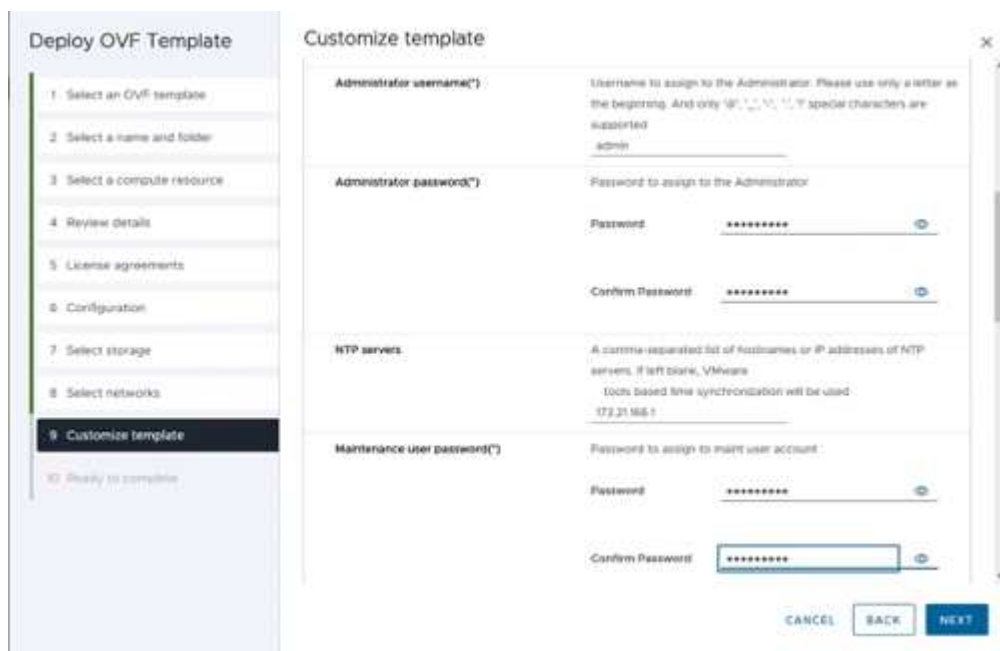 Deploy OVF Template
1 Select an OVF template
2 Select a name and folder
3 Select a compute resource
4 Review details
5 License agreements
6 Configuration
7 Select storage
8 Select networks
9 Customize template
10 Ready to complete
Customize template
Administrator username(*)
Username to assign to the Administrator. Please use only a letter as
the beginning. And only special characters are
supported
admin
Administrator password(*)
Password to assign to the Administrator
Password
•••••••••
Confirm Password
•••••••••
NTP servers
A comma-separated list of hostnames or IP addresses of NTP
servers. If left blank, VMware
tools based time synchronization will be used
172.21.166.1
Maintenance user password(*)
Password to assign to maint user account
Password
•••••••••
Confirm Password
•••••••••
CANCEL
BACK
NEXT